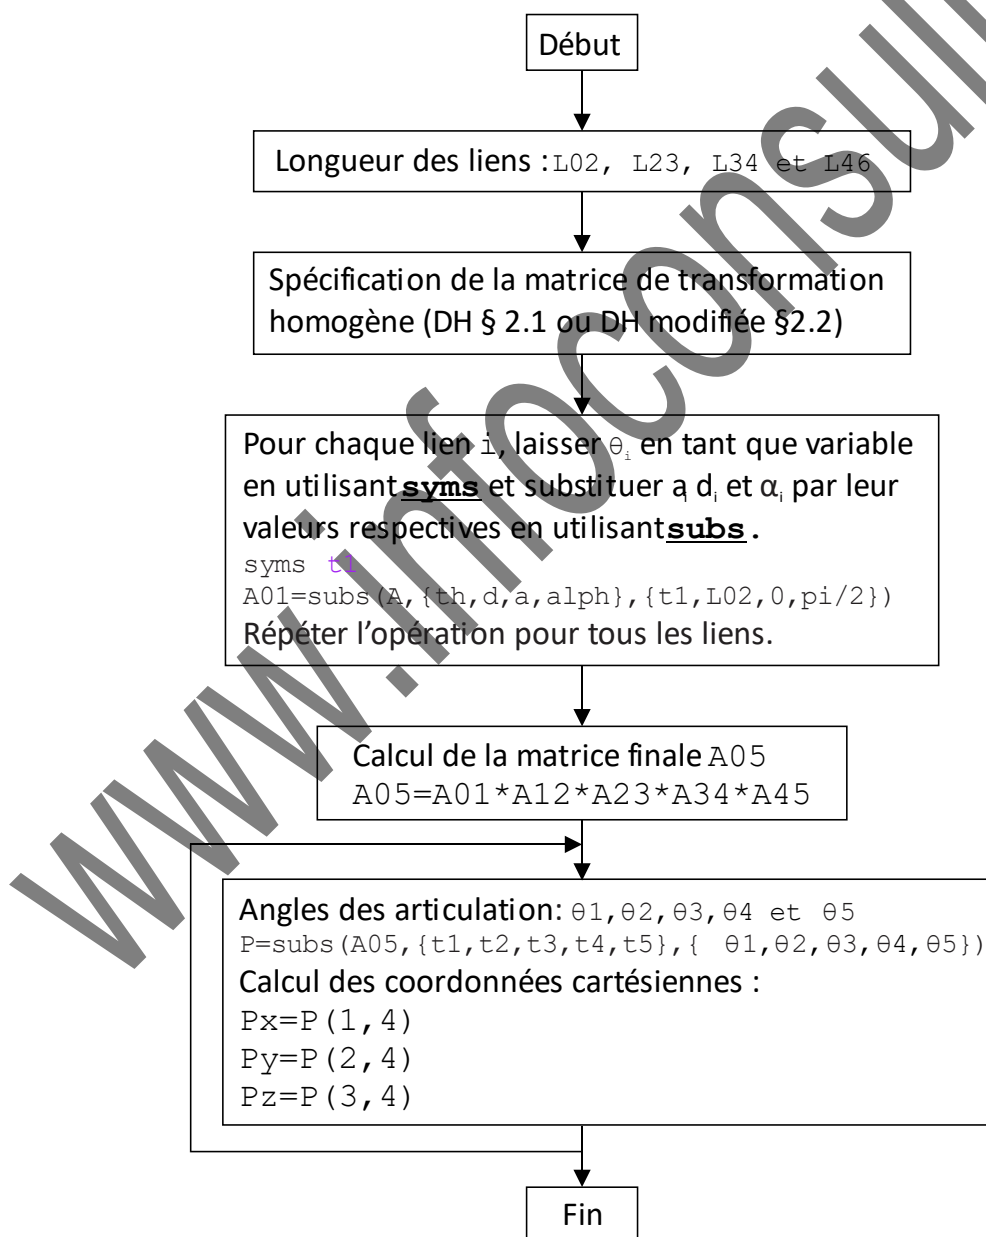 Début
Longueur des liens : L02, L23, L34 et L46
Spécification de la matrice de transformation
homogène (DH § 2.1 ou DH modifiée §2.2)
Pour chaque lien i, laisser θi en tant que variable
en utilisant syms et substituer a, di et αi par leur
valeurs respectives en utilisant subs.
syms t1
A01=subs(A,{th,d,a,alph},{t1,L02,0,pi/2})
Répéter l’opération pour tous les liens.
Calcul de la matrice finale A05
A05=A01*A12*A23*A34*A45
Angles des articulation: θ1,θ2,θ3,θ4 et θ5
P=subs(A05,{t1,t2,t3,t4,t5},{ θ1,θ2,θ3,θ4,θ5})
Calcul des coordonnées cartésiennes :
Px=P(1,4)
Py=P(2,4)
Pz=P(3,4)
Fin
www.infoconsul